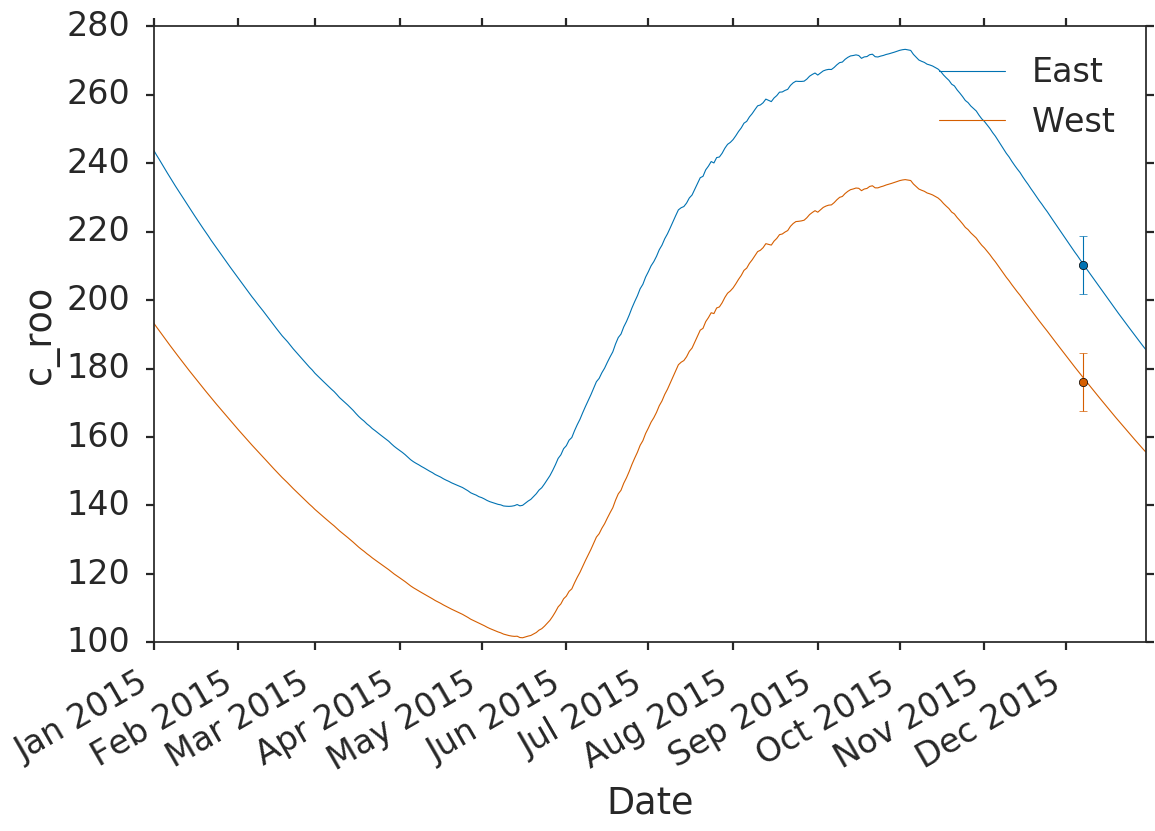 280
260
240
220
200
180
160
140
120
100
c_roo
East
West
Jan 2015
Feb 2015
Mar 2015
Apr 2015
May 2015
Jun 2015
Jul 2015
Aug 2015
Sep 2015
Oct 2015
Nov 2015
Dec 2015
Date